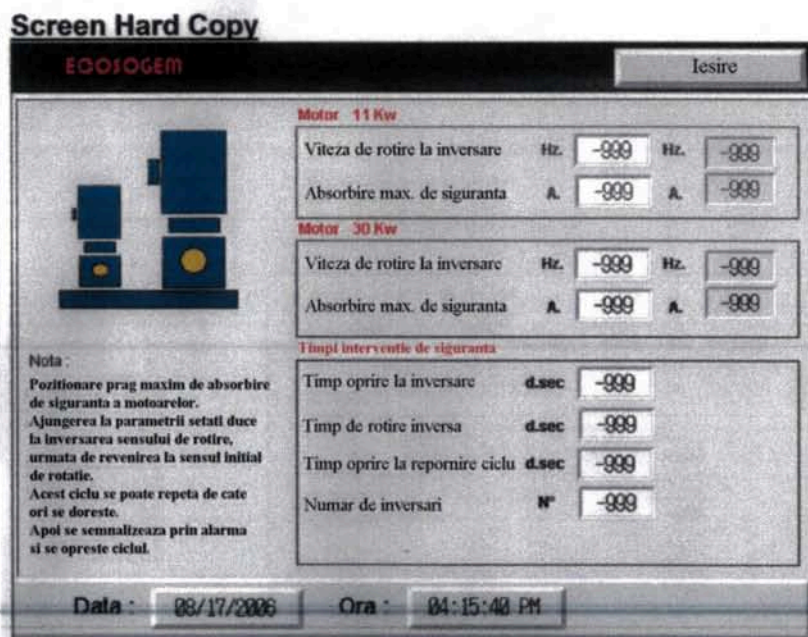 Screen Hard Copy
ECOSOGEM
Iesire
Motor 11 Kw
Viteza de rotire la inversare Hz. -999 Hz. -999
Absorbire max. de siguranta A. -999 A. -999
Motor 30 Kw
Viteza de rotire la inversare Hz. -999 Hz. -999
Absorbire max. de siguranta A. -999 A. -999
Timpi interventie de siguranta
Timp oprire la inversare d.sec -999
Timp de rotire inversa d.sec -999
Timp oprire la repornire ciclu d.sec -999
Numar de inversari N° -999
Nota :
Pozitionare prag maxim de absorbire
de siguranta a motoarelor.
Ajungerea la parametrii setati duce
la inversarea sensului de rotire,
urmata de revenirea la sensul initial
de rotatie.
Acest ciclu se poate repeta de cate
ori se doreste.
Apoi se semnalizeaza prin alarma
si se opreste ciclul.
Data : 08/17/2006 Ora : 04:15:40 PM